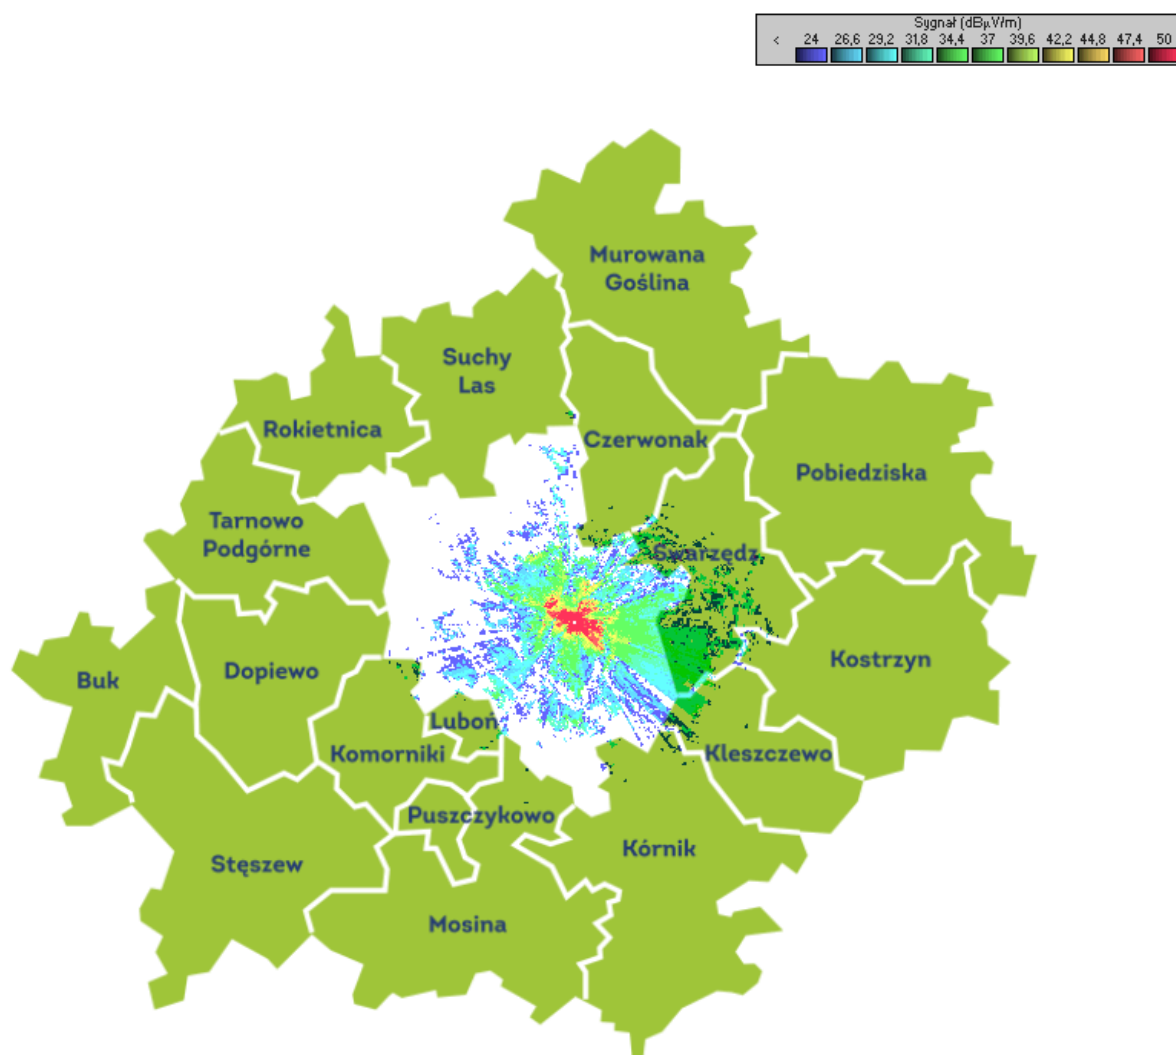 Sygnał (dBµV/m)
< 24 26,6 29,2 31,8 34,4 37 39,6 42,2 44,8 47,4 50
Murowana
Goślina
Suchy
Las
Rokietnica
Czerwonak
Pobiedziska
Tarnowo
Podgórne
Swarzędz
Buk
Dopiewo
Kostrzyn
Luboń
Komorniki
Kleszczewo
Puszczykowo
Stęszew
Kórnik
Mosina